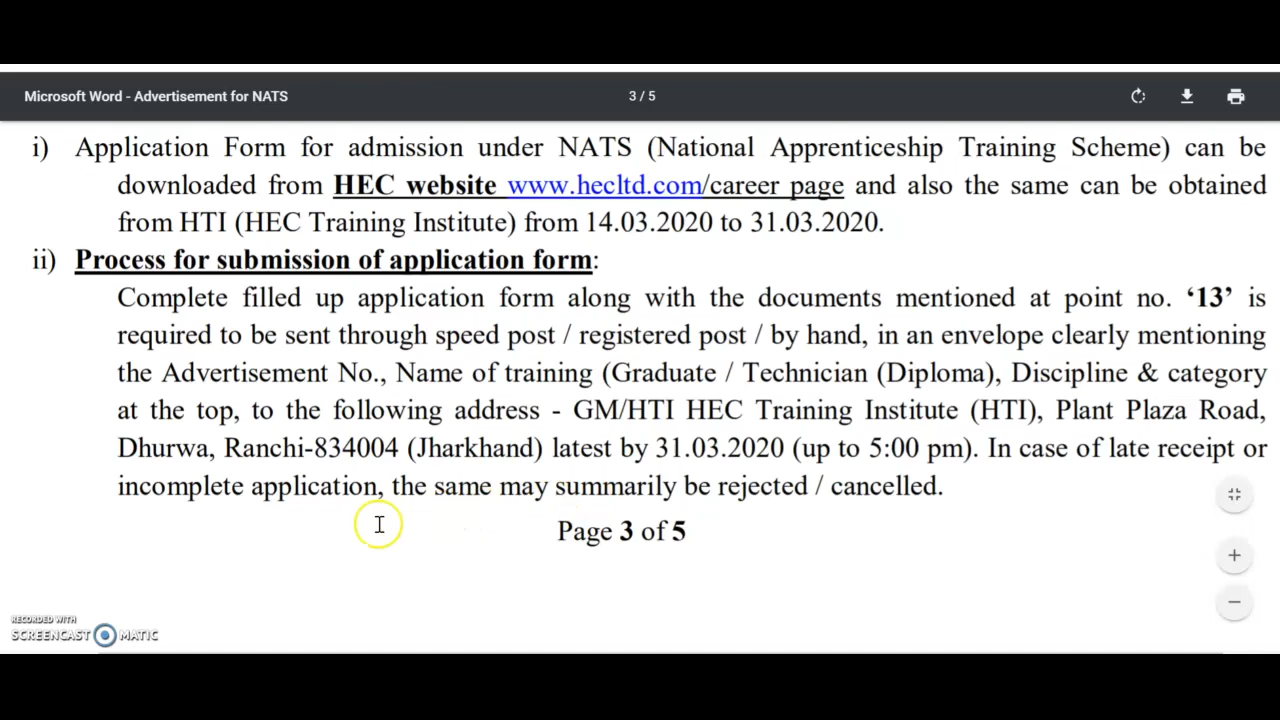 Microsoft Word - Advertisement for NATS
3 / 5
i) Application Form for admission under NATS (National Apprenticeship Training Scheme) can be
downloaded from HEC website www.hecltd.com/career page and also the same can be obtained
from HTI (HEC Training Institute) from 14.03.2020 to 31.03.2020.
ii) Process for submission of application form:
Complete filled up application form along with the documents mentioned at point no. ‘13’ is
required to be sent through speed post / registered post / by hand, in an envelope clearly mentioning
the Advertisement No., Name of training (Graduate / Technician (Diploma), Discipline & category
at the top, to the following address - GM/HTI HEC Training Institute (HTI), Plant Plaza Road,
Dhurwa, Ranchi-834004 (Jharkhand) latest by 31.03.2020 (up to 5:00 pm). In case of late receipt or
incomplete application, the same may summarily be rejected / cancelled.
Page 3 of 5
RECORDED WITH
SCREENCAST MATIC